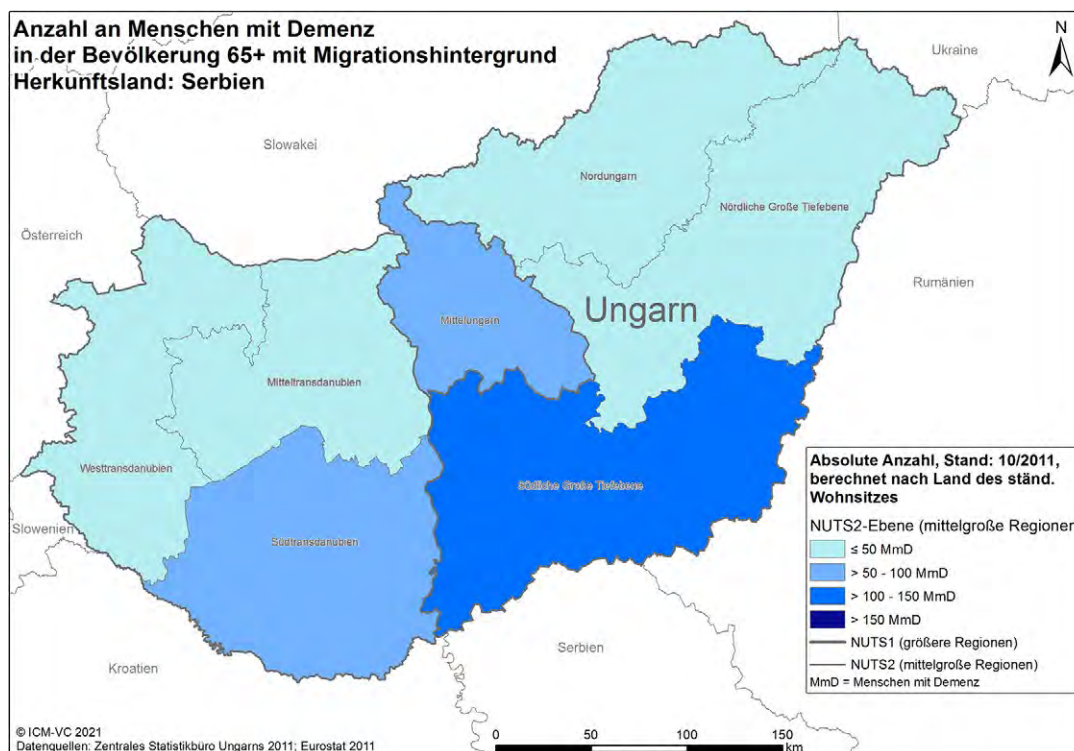 Anzahl an Menschen mit Demenz
in der Bevölkerung 65+ mit Migrationshintergrund
Herkunftsland: Serbien
N
Ukraine
Slowakei
Nordungarn
Nördliche Große Tiefebene
Österreich
Rumänien
Ungarn
Mittelungarn
Mitteltransdanubien
Westtransdanubien
Südliche Große Tiefebene
Slowenien
Südtransdanubien
Kroatien
Serbien
Absolute Anzahl, Stand: 10/2011,
berechnet nach Land des ständ.
Wohnsitzes
NUTS2-Ebene (mittelgroße Regionen
≤ 50 MmD
> 50 - 100 MmD
> 100 - 150 MmD
> 150 MmD
NUTS1 (größere Regionen)
NUTS2 (mittelgroße Regionen)
MmD = Menschen mit Demenz
© ICM-VC 2021
Datenquellen: Zentrales Statistikbüro Ungarns 2011; Eurostat 2011
0 50 100 150
km